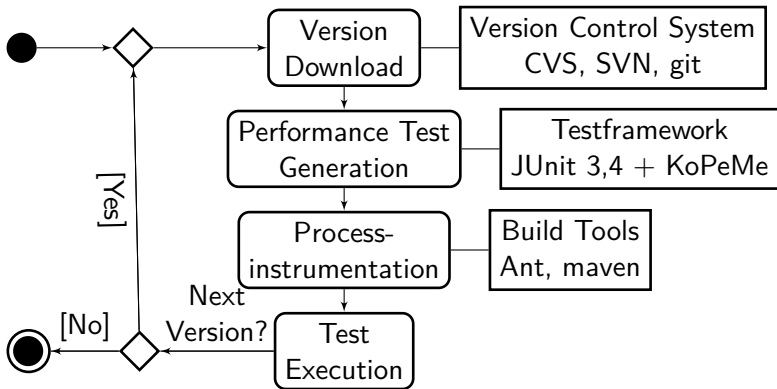 Version
Download
Version Control System
CVS, SVN, git
Performance Test
Generation
Testframework
JUnit 3,4 + KoPeMe
[Yes]
Process-
instrumentation
Build Tools
Ant, maven
Next
Version?
[No]
Test
Execution